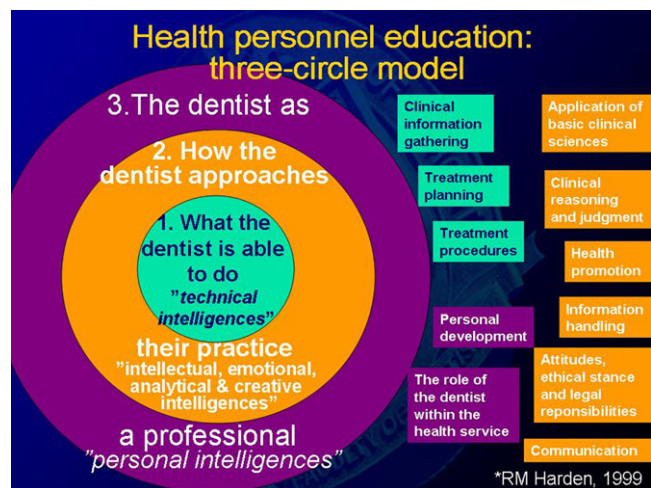 Health personnel education:
three-circle model
3.The dentist as
2. How the
dentist approaches
1. What the
dentist is able
to do
"technical
intelligences"
their practice
"intellectual, emotional,
analytical & creative
intelligences"
a professional
"personal intelligences"
Clinical
information
gathering
Treatment
planning
Treatment
procedures
Personal
development
The role of
the dentist
within the
health service
Application of
basic clinical
sciences
Clinical
reasoning
and judgment
Health
promotion
Information
handling
Attitudes,
ethical stance
and legal
reponsibilities
Communication
*RM Harden, 1999